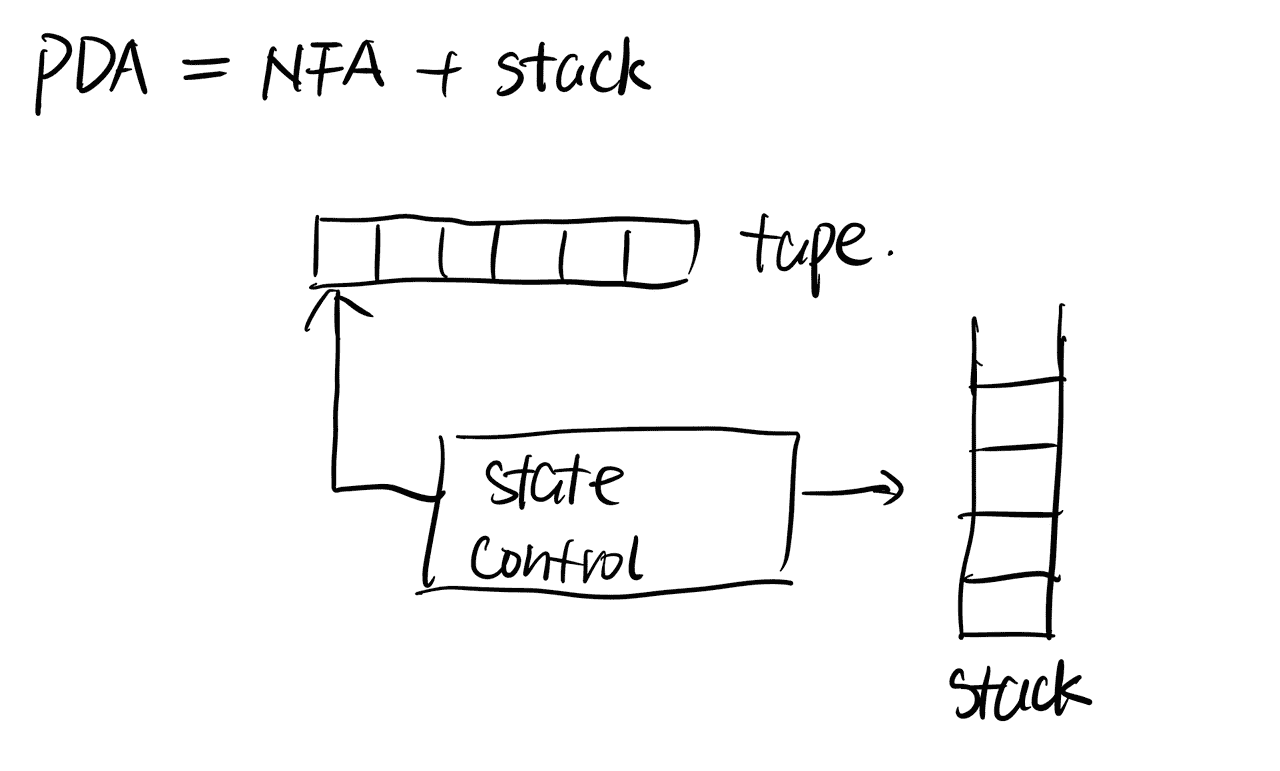 PDA = NFA + stack
tape.
state
control
stack